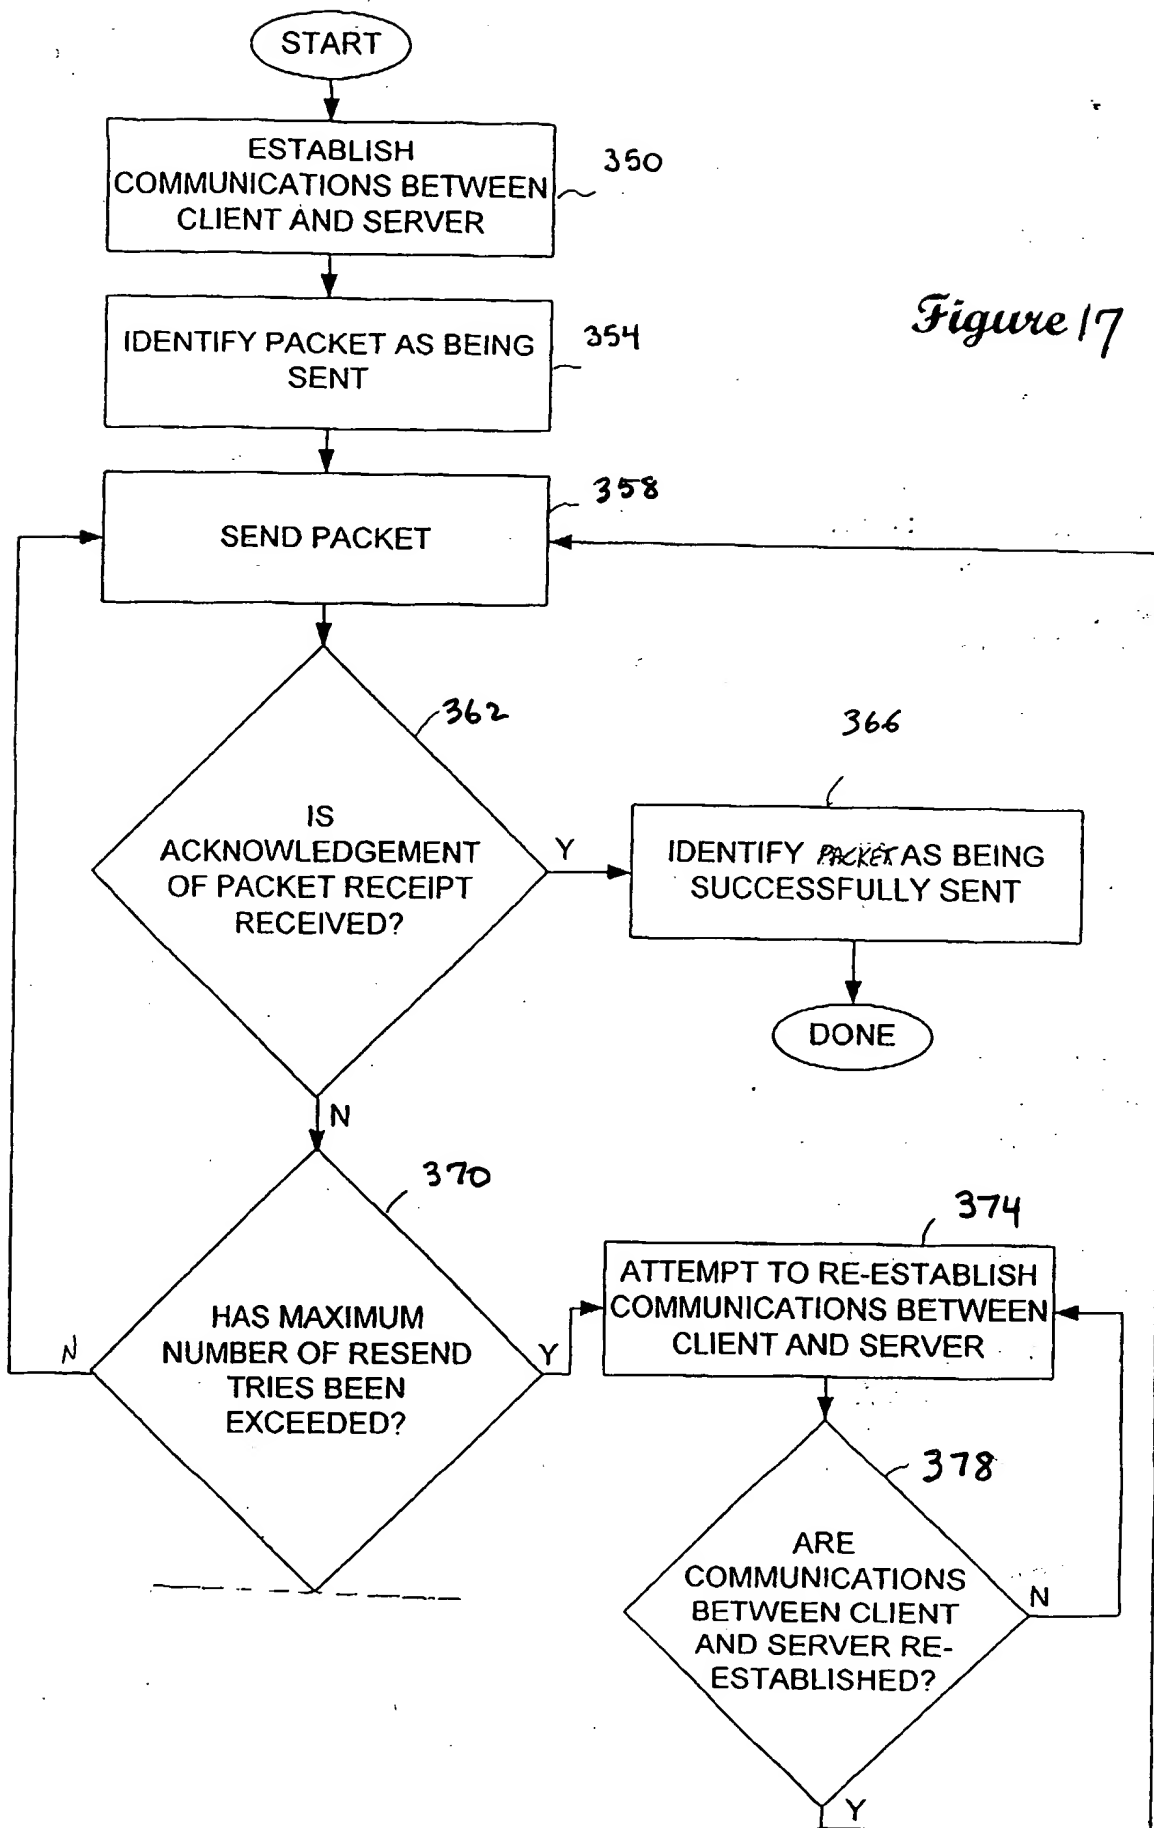 START
ESTABLISH
COMMUNICATIONS BETWEEN
CLIENT AND SERVER
350
IDENTIFY PACKET AS BEING
SENT
354
Figure 17
SEND PACKET
358
IS
ACKNOWLEDGEMENT
OF PACKET RECEIPT
RECEIVED?
362
Y
366
IDENTIFY PACKET AS BEING
SUCCESSFULLY SENT
DONE
N
370
HAS MAXIMUM
NUMBER OF RESEND
TRIES BEEN
EXCEEDED?
N
Y
374
ATTEMPT TO RE-ESTABLISH
COMMUNICATIONS BETWEEN
CLIENT AND SERVER
378
ARE
COMMUNICATIONS
BETWEEN CLIENT
AND SERVER RE-
ESTABLISHED?
N
Y